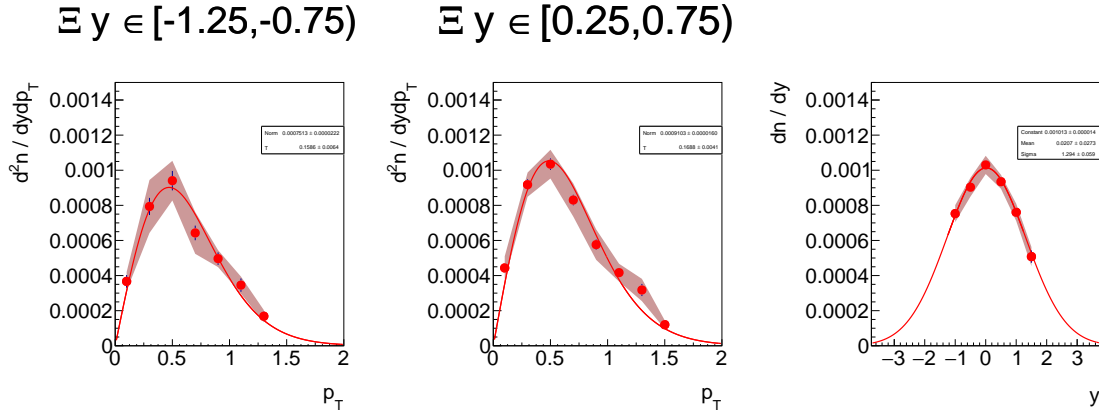 Ξ y ∈ [-1.25,-0.75)
Ξ y ∈ [0.25,0.75)
d²n / dydp_T
0.0014
0.0012
0.001
0.0008
0.0006
0.0004
0.0002
0
0.5
1
1.5
2
p_T
Norm 0.0007513 ± 0.0000222
T 0.1586 ± 0.0064
d²n / dydp_T
0.0014
0.0012
0.001
0.0008
0.0006
0.0004
0.0002
0
0.5
1
1.5
2
p_T
Norm 0.0009103 ± 0.0000160
T 0.1688 ± 0.0041
dn / dy
0.0014
0.0012
0.001
0.0008
0.0006
0.0004
0.0002
0
−3 −2 −1 0 1 2 3
y
Constant 0.001013 ± 0.000014
Mean 0.0207 ± 0.0273
Sigma 1.294 ± 0.059